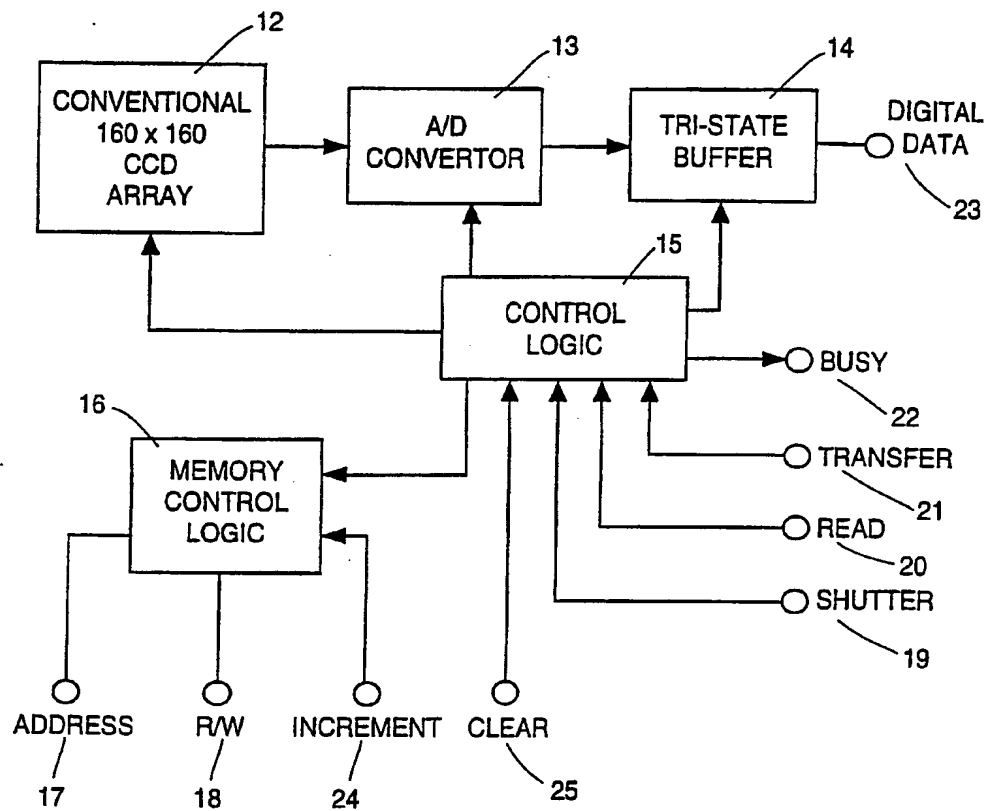 12
CONVENTIONAL
160 x 160
CCD
ARRAY
13
A/D
CONVERTOR
14
TRI-STATE
BUFFER
DIGITAL
DATA
23
15
CONTROL
LOGIC
BUSY
22
16
MEMORY
CONTROL
LOGIC
TRANSFER
21
READ
20
SHUTTER
19
ADDRESS
17
R/W
18
INCREMENT
24
CLEAR
25